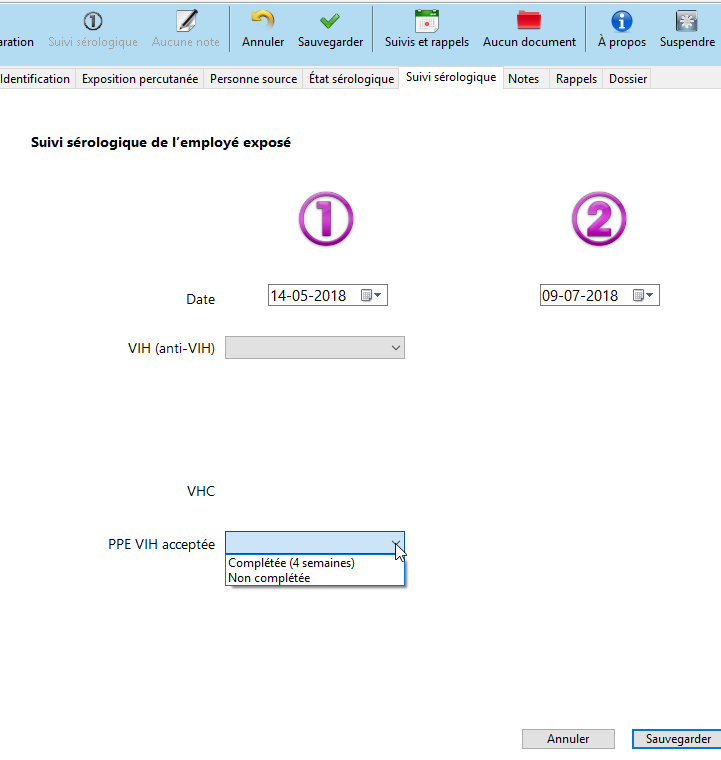 aration Suivi sérologique Aucune note Annuler Sauvegarder Suivis et rappels Aucun document À propos Suspendre
Identification Exposition percutanée Personne source État sérologique Suivi sérologique Notes Rappels Dossier
Suivi sérologique de l’employé exposé
1 2
Date 14-05-2018 09-07-2018
VIH (anti-VIH)
VHC
PPE VIH acceptée
Complétée (4 semaines)
Non complétée
Annuler Sauvegarder